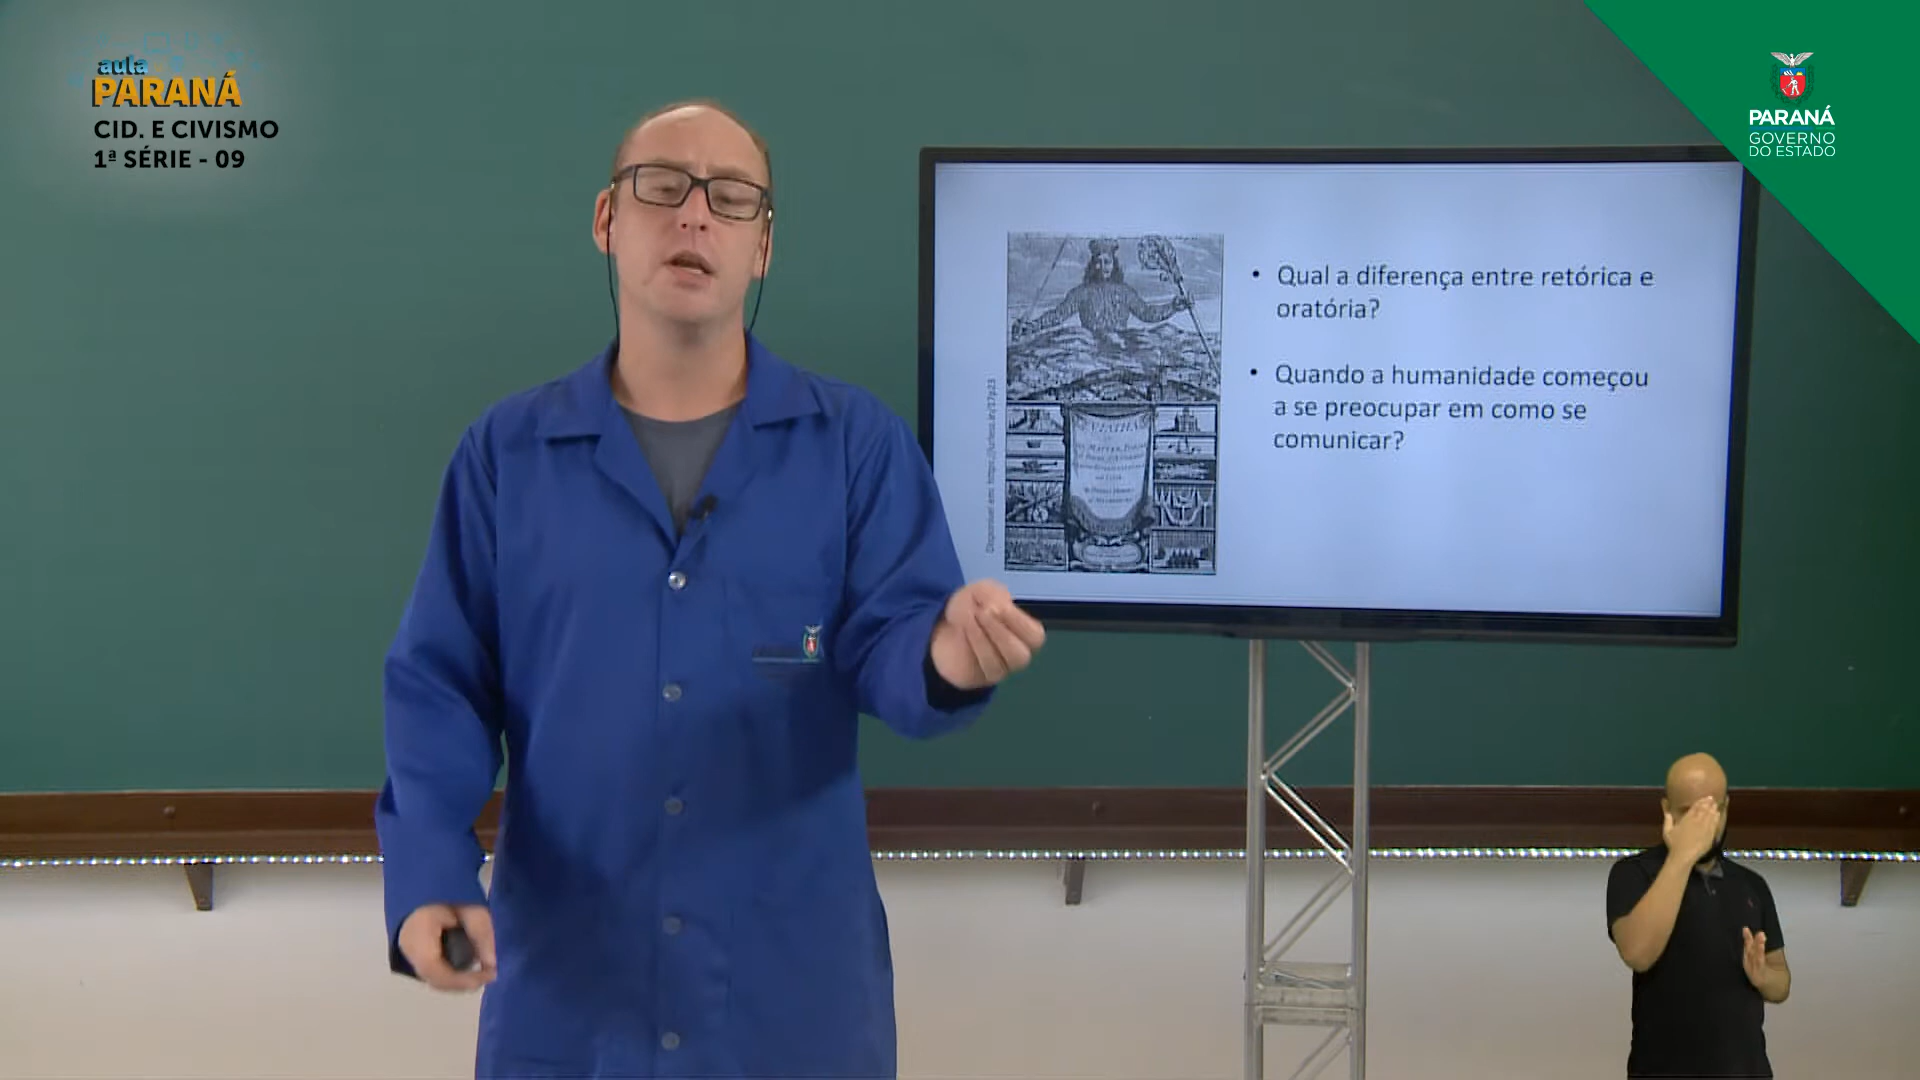 aula
PARANÁ
CID. E CIVISMO
1ª SÉRIE - 09
PARANÁ
GOVERNO
DO ESTADO
• Qual a diferença entre retórica e
oratória?
• Quando a humanidade começou
a se preocupar em como se
comunicar?